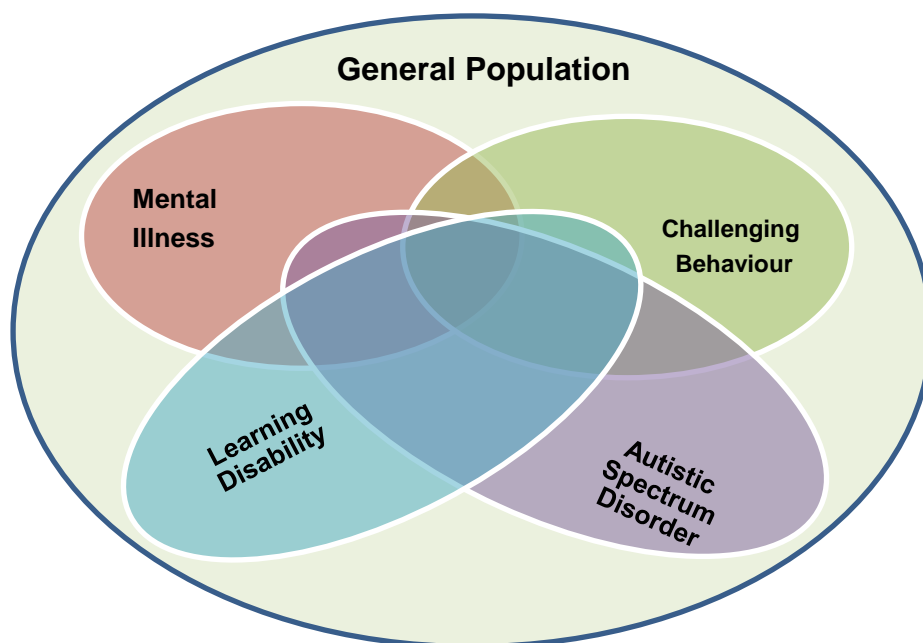 General Population
Mental
Illness
Challenging
Behaviour
Learning
Disability
Autistic
Spectrum
Disorder